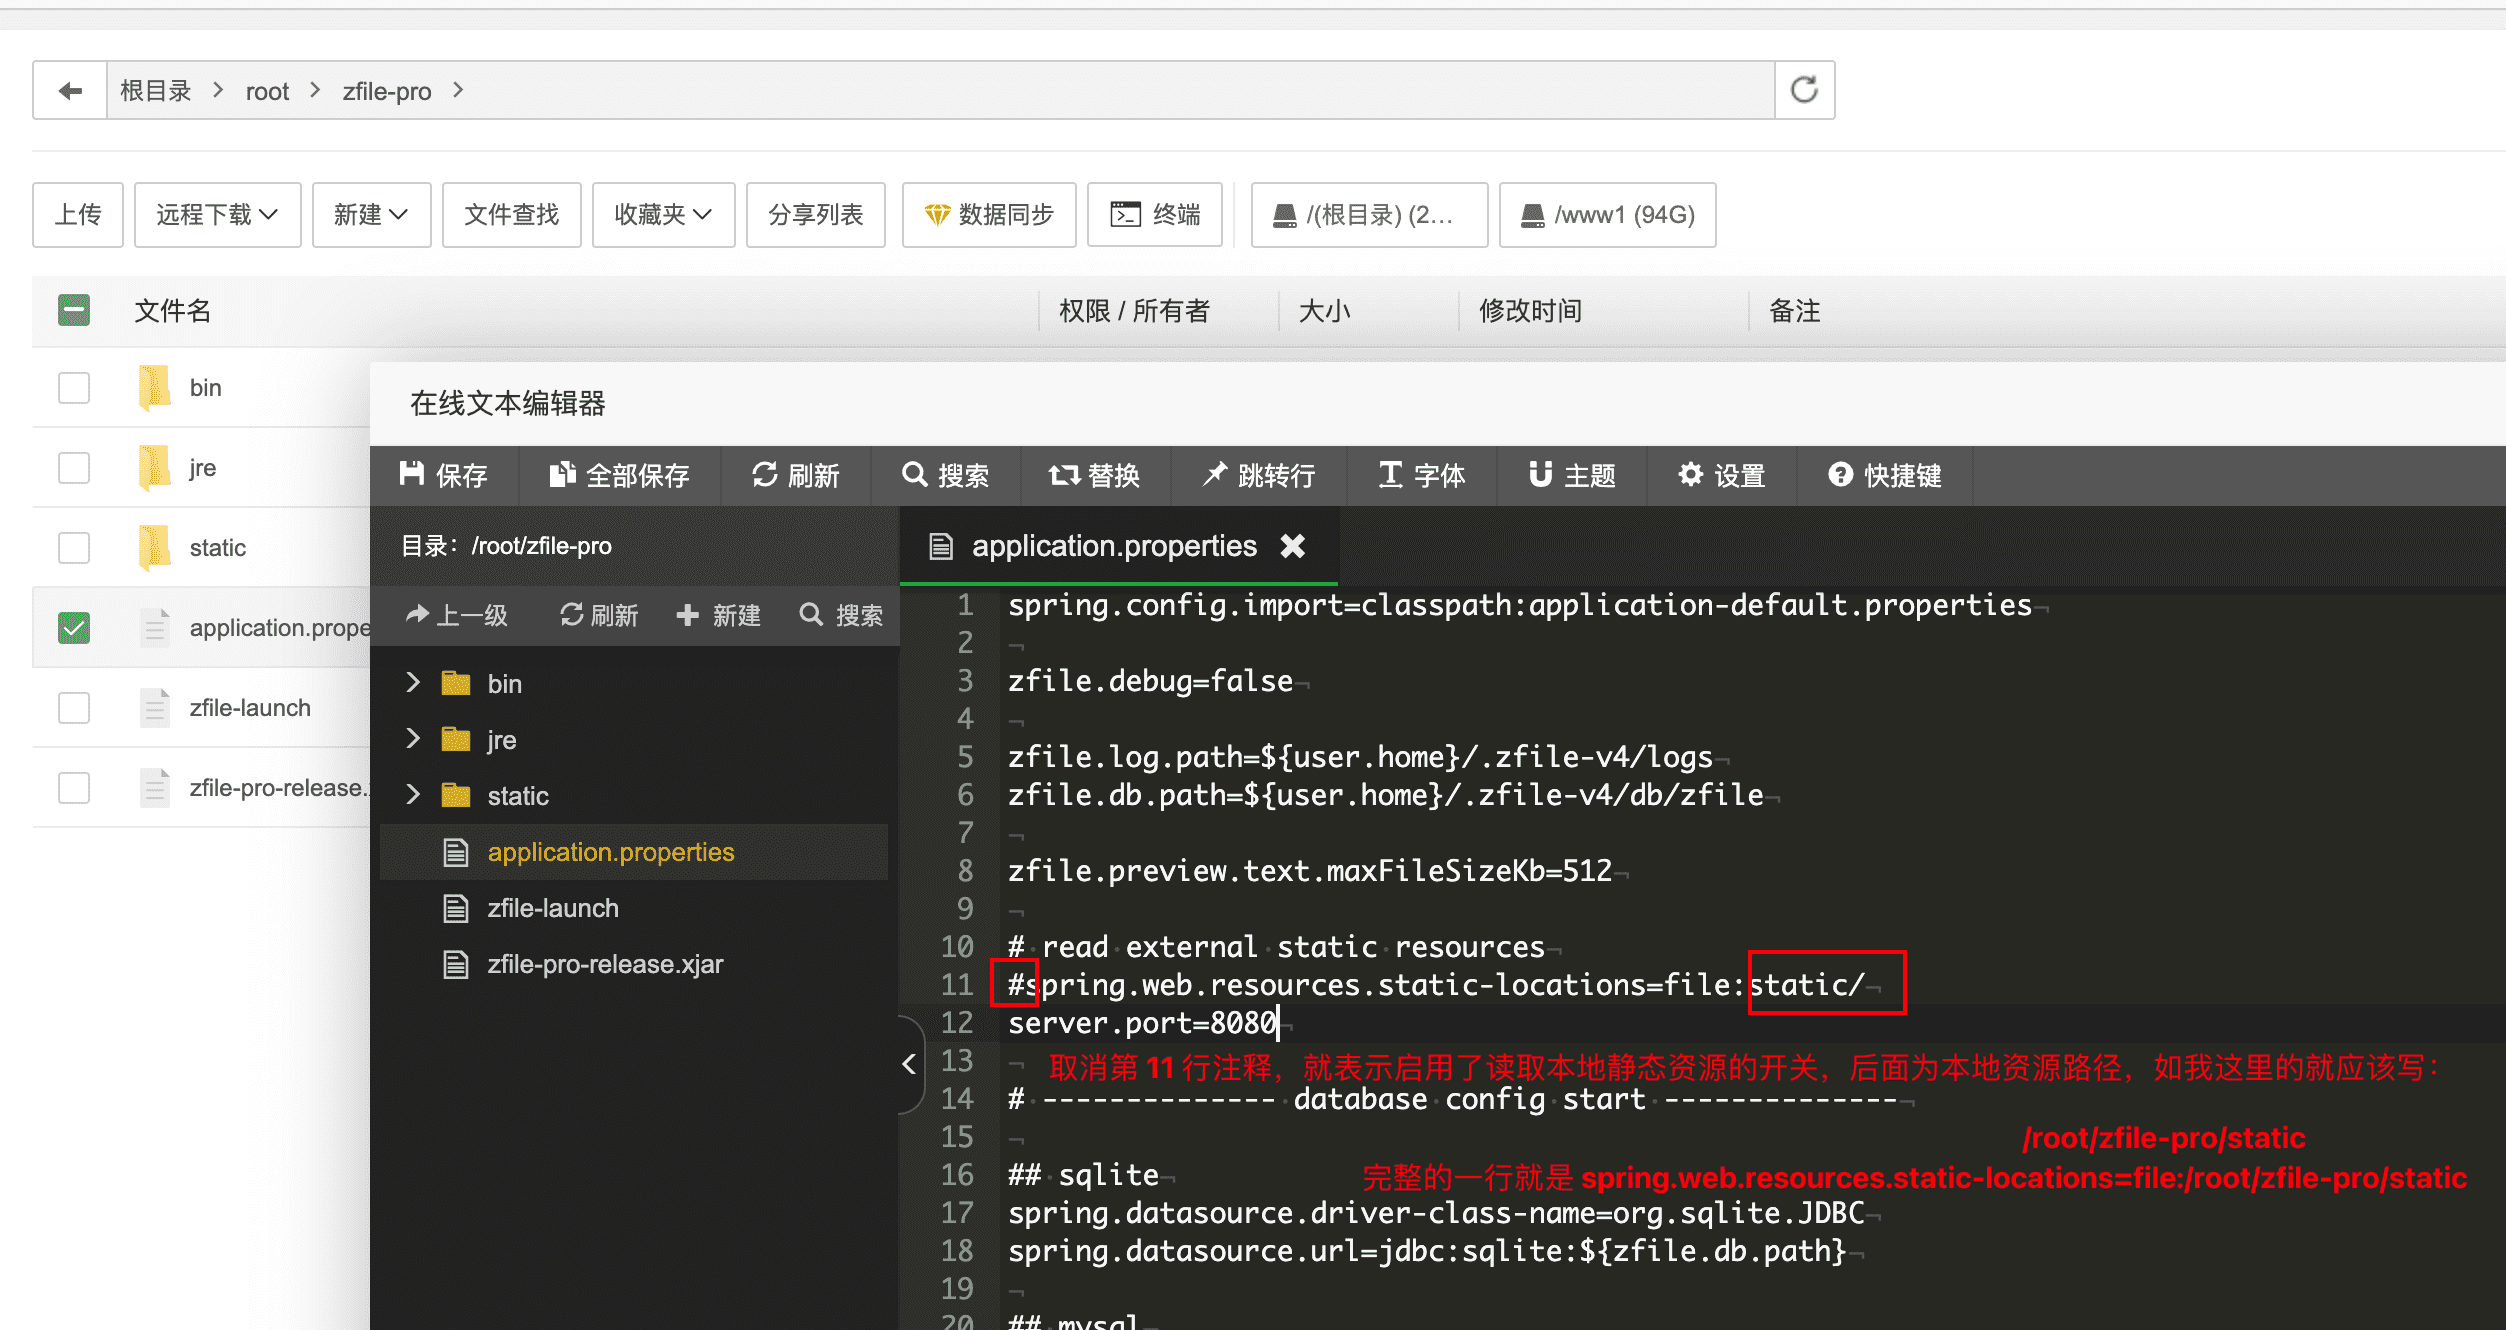 根目录 > root > zfile-pro >
上传 远程下载 新建 文件查找 收藏夹 分享列表 数据同步 终端 /(根目录) (2... /www1 (94G)
文件名 权限 / 所有者 大小 修改时间 备注
bin
jre
static
application.prope
zfile-launch
zfile-pro-release.
在线文本编辑器
保存 全部保存 刷新 搜索 替换 跳转行 字体 主题 设置 快捷键
目录：/root/zfile-pro
上一级 刷新 新建 搜索
bin
jre
static
application.properties
zfile-launch
zfile-pro-release.xjar
application.properties
1 spring.config.import=classpath:application-default.properties
2
3 zfile.debug=false
4
5 zfile.log.path=${user.home}/.zfile-v4/logs
6 zfile.db.path=${user.home}/.zfile-v4/db/zfile
7
8 zfile.preview.text.maxFileSizeKb=512
9
10 # read external static resources
11 #spring.web.resources.static-locations=file:static/
12 server.port=8080
13 取消第 11 行注释，就表示启用了读取本地静态资源的开关，后面为本地资源路径，如我这里的就应该写：
14 # -------------- database config start --------------
15 /root/zfile-pro/static
16 ## sqlite 完整的一行就是 spring.web.resources.static-locations=file:/root/zfile-pro/static
17 spring.datasource.driver-class-name=org.sqlite.JDBC
18 spring.datasource.url=jdbc:sqlite:${zfile.db.path}
19
20 ## mysql